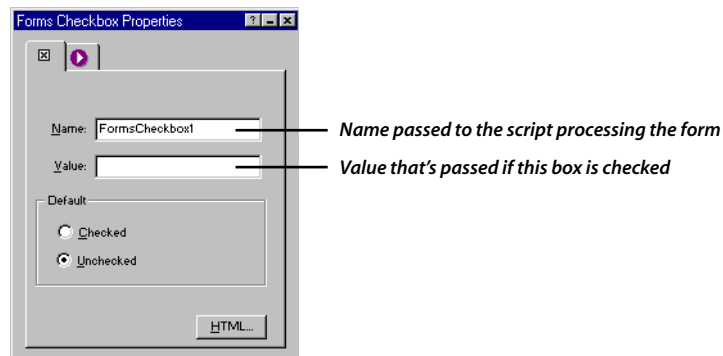 Forms Checkbox Properties
Name: FormsCheckbox1
Name passed to the script processing the form
Value:
Value that's passed if this box is checked
Default
Checked
Unchecked
HTML...